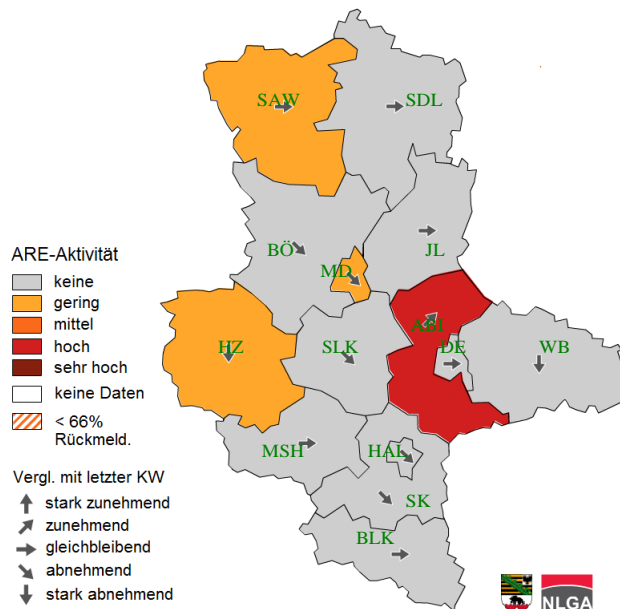 SAW
SDL
BÖ
JL
MD
ARE-Aktivität
keine
gering
mittel
hoch
sehr hoch
keine Daten
< 66%
Rückmeld.
ABI
HZ
SLK
DE
WB
MSH
HAL
SK
BLK
Vergl. mit letzter KW
stark zunehmend
zunehmend
gleichbleibend
abnehmend
stark abnehmend
NLGA